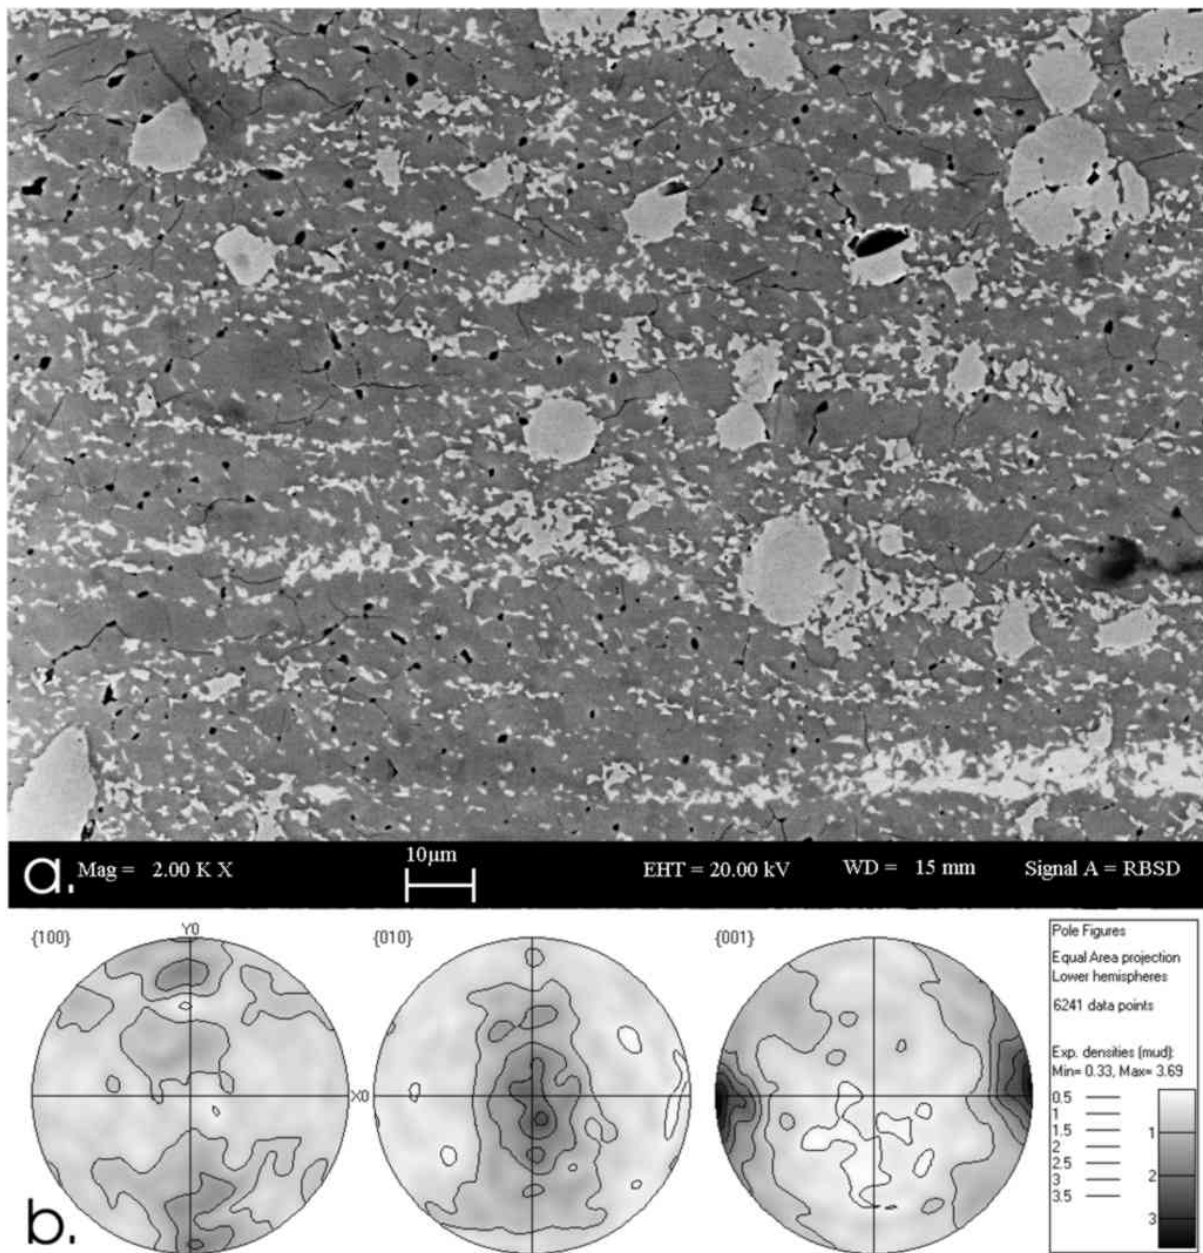 a. Mag = 2.00 K X 10µm EHT = 20.00 kV WD = 15 mm Signal A = RBSD
{100} Y0 {010} {001}
X0
Pole Figures
Equal Area projection
Lower hemispheres
6241 data points
Exp. densities (mud):
Min= 0.33, Max= 3.69
0.5
1
1.5
2
2.5
3
3.5
1
2
3
b.